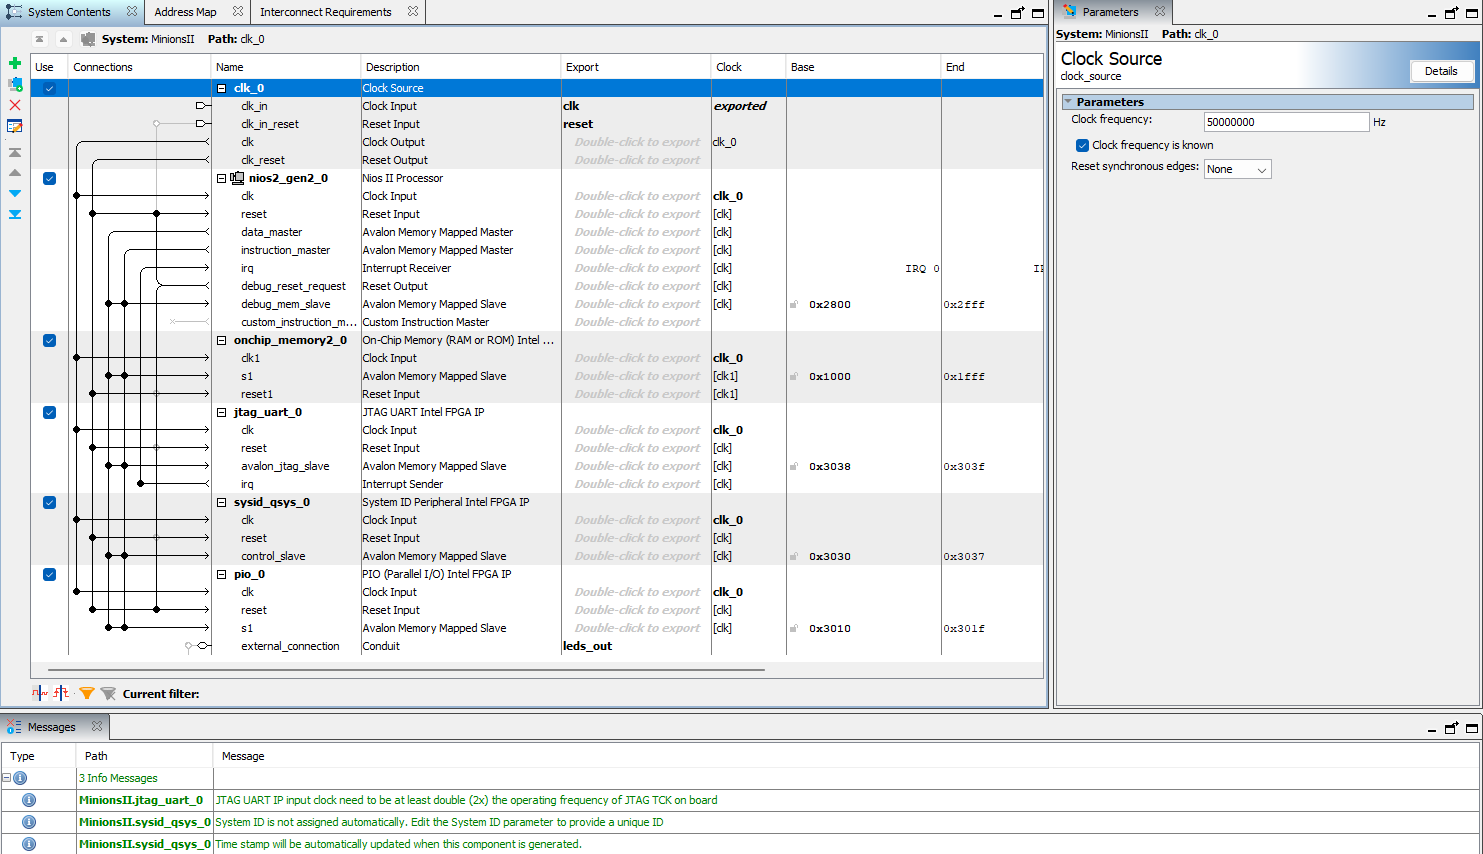 System Contents Address Map Interconnect Requirements
System: MinionsII Path: clk_0
Use Connections Name Description Export Clock Base End
clk_0 Clock Source
clk_in Clock Input clk exported
clk_in_reset Reset Input reset
clk Clock Output Double-click to export clk_0
clk_reset Reset Output Double-click to export
nios2_gen2_0 Nios II Processor
clk Clock Input Double-click to export clk_0
reset Reset Input Double-click to export [clk]
data_master Avalon Memory Mapped Master Double-click to export [clk]
instruction_master Avalon Memory Mapped Master Double-click to export [clk]
irq Interrupt Receiver Double-click to export [clk] IRQ 0
debug_reset_request Reset Output Double-click to export [clk]
debug_mem_slave Avalon Memory Mapped Slave Double-click to export [clk] 0x2800 0x2fff
custom_instruction_m... Custom Instruction Master Double-click to export
onchip_memory2_0 On-Chip Memory (RAM or ROM) Intel ...
clk1 Clock Input Double-click to export clk_0
s1 Avalon Memory Mapped Slave Double-click to export [clk1] 0x1000 0x1fff
reset1 Reset Input Double-click to export [clk1]
jtag_uart_0 JTAG UART Intel FPGA IP
clk Clock Input Double-click to export clk_0
reset Reset Input Double-click to export [clk]
avalon_jtag_slave Avalon Memory Mapped Slave Double-click to export [clk] 0x3038 0x303f
irq Interrupt Sender Double-click to export [clk]
sysid_qsys_0 System ID Peripheral Intel FPGA IP
clk Clock Input Double-click to export clk_0
reset Reset Input Double-click to export [clk]
control_slave Avalon Memory Mapped Slave Double-click to export [clk] 0x3030 0x3037
pio_0 PIO (Parallel I/O) Intel FPGA IP
clk Clock Input Double-click to export clk_0
reset Reset Input Double-click to export [clk]
s1 Avalon Memory Mapped Slave Double-click to export [clk] 0x3010 0x301f
external_connection Conduit leds_out
Current filter:
Parameters
System: MinionsII Path: clk_0
Clock Source
clock_source
Details
Parameters
Clock frequency: 50000000 Hz
Clock frequency is known
Reset synchronous edges: None
Messages
Type Path Message
3 Info Messages
MinionsII.jtag_uart_0 JTAG UART IP input clock need to be at least double (2x) the operating frequency of JTAG TCK on board
MinionsII.sysid_qsys_0 System ID is not assigned automatically. Edit the System ID parameter to provide a unique ID
MinionsII.sysid_qsys_0 Time stamp will be automatically updated when this component is generated.